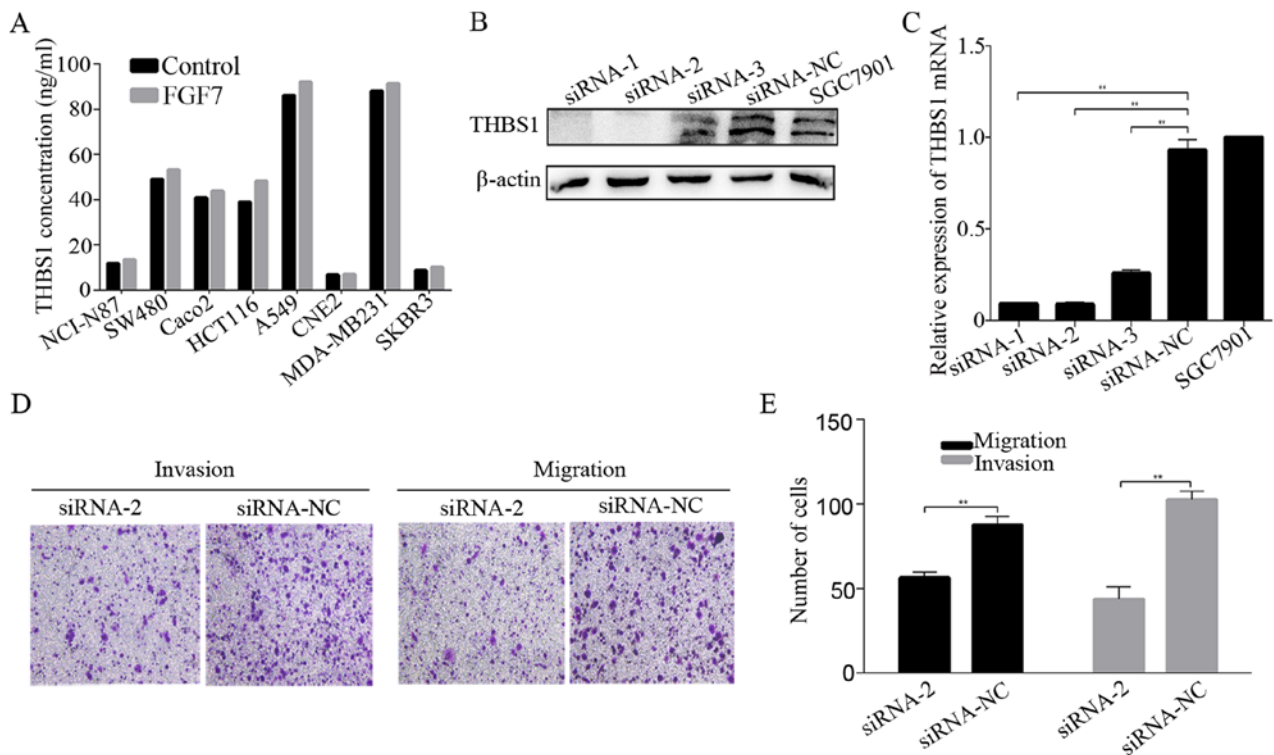 A
THBS1 concentration (ng/ml)
100
80
60
40
20
0
Control
FGF7
NCI-N87
SW480
Caco2
HCT116
A549
CNE2
MDA-MB231
SKBR3
B
siRNA-1
siRNA-2
siRNA-3
siRNA-NC
SGC7901
THBS1
β-actin
C
Relative expression of THBS1 mRNA
1.5
1.0
0.5
0.0
**
**
**
siRNA-1
siRNA-2
siRNA-3
siRNA-NC
SGC7901
D
Invasion
siRNA-2
siRNA-NC
Migration
siRNA-2
siRNA-NC
E
Number of cells
150
100
50
0
Migration
Invasion
**
**
siRNA-2
siRNA-NC
siRNA-2
siRNA-NC